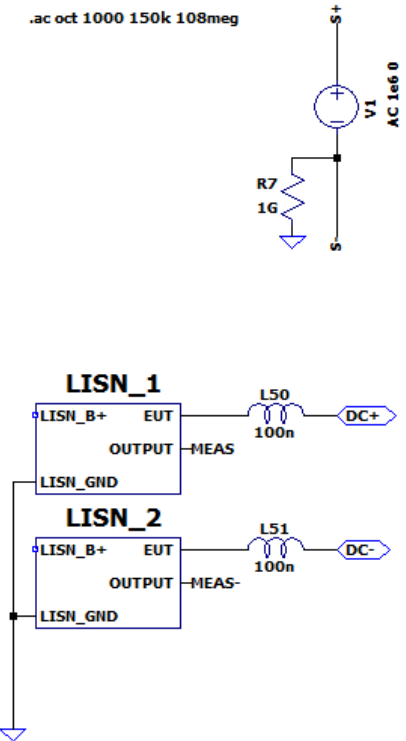 .ac oct 1000 150k 108meg
S+
V1
AC 1e6 0
R7
1G
S-
LISN_1
LISN_B+ EUT
OUTPUT MEAS
LISN_GND
L50
100n
DC+
LISN_2
LISN_B+ EUT
OUTPUT MEAS-
LISN_GND
L51
100n
DC-